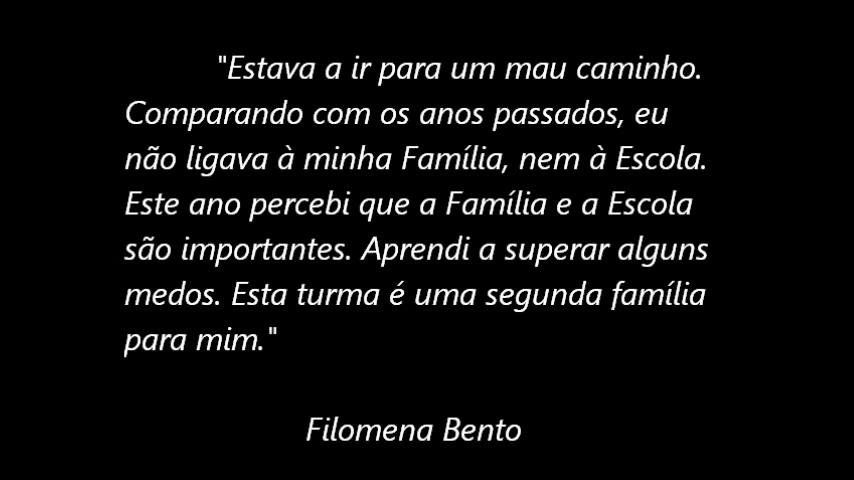 "Estava a ir para um mau caminho.
Comparando com os anos passados, eu
não ligava à minha Família, nem à Escola.
Este ano percebi que a Família e a Escola
são importantes. Aprendi a superar alguns
medos. Esta turma é uma segunda família
para mim."
Filomena Bento